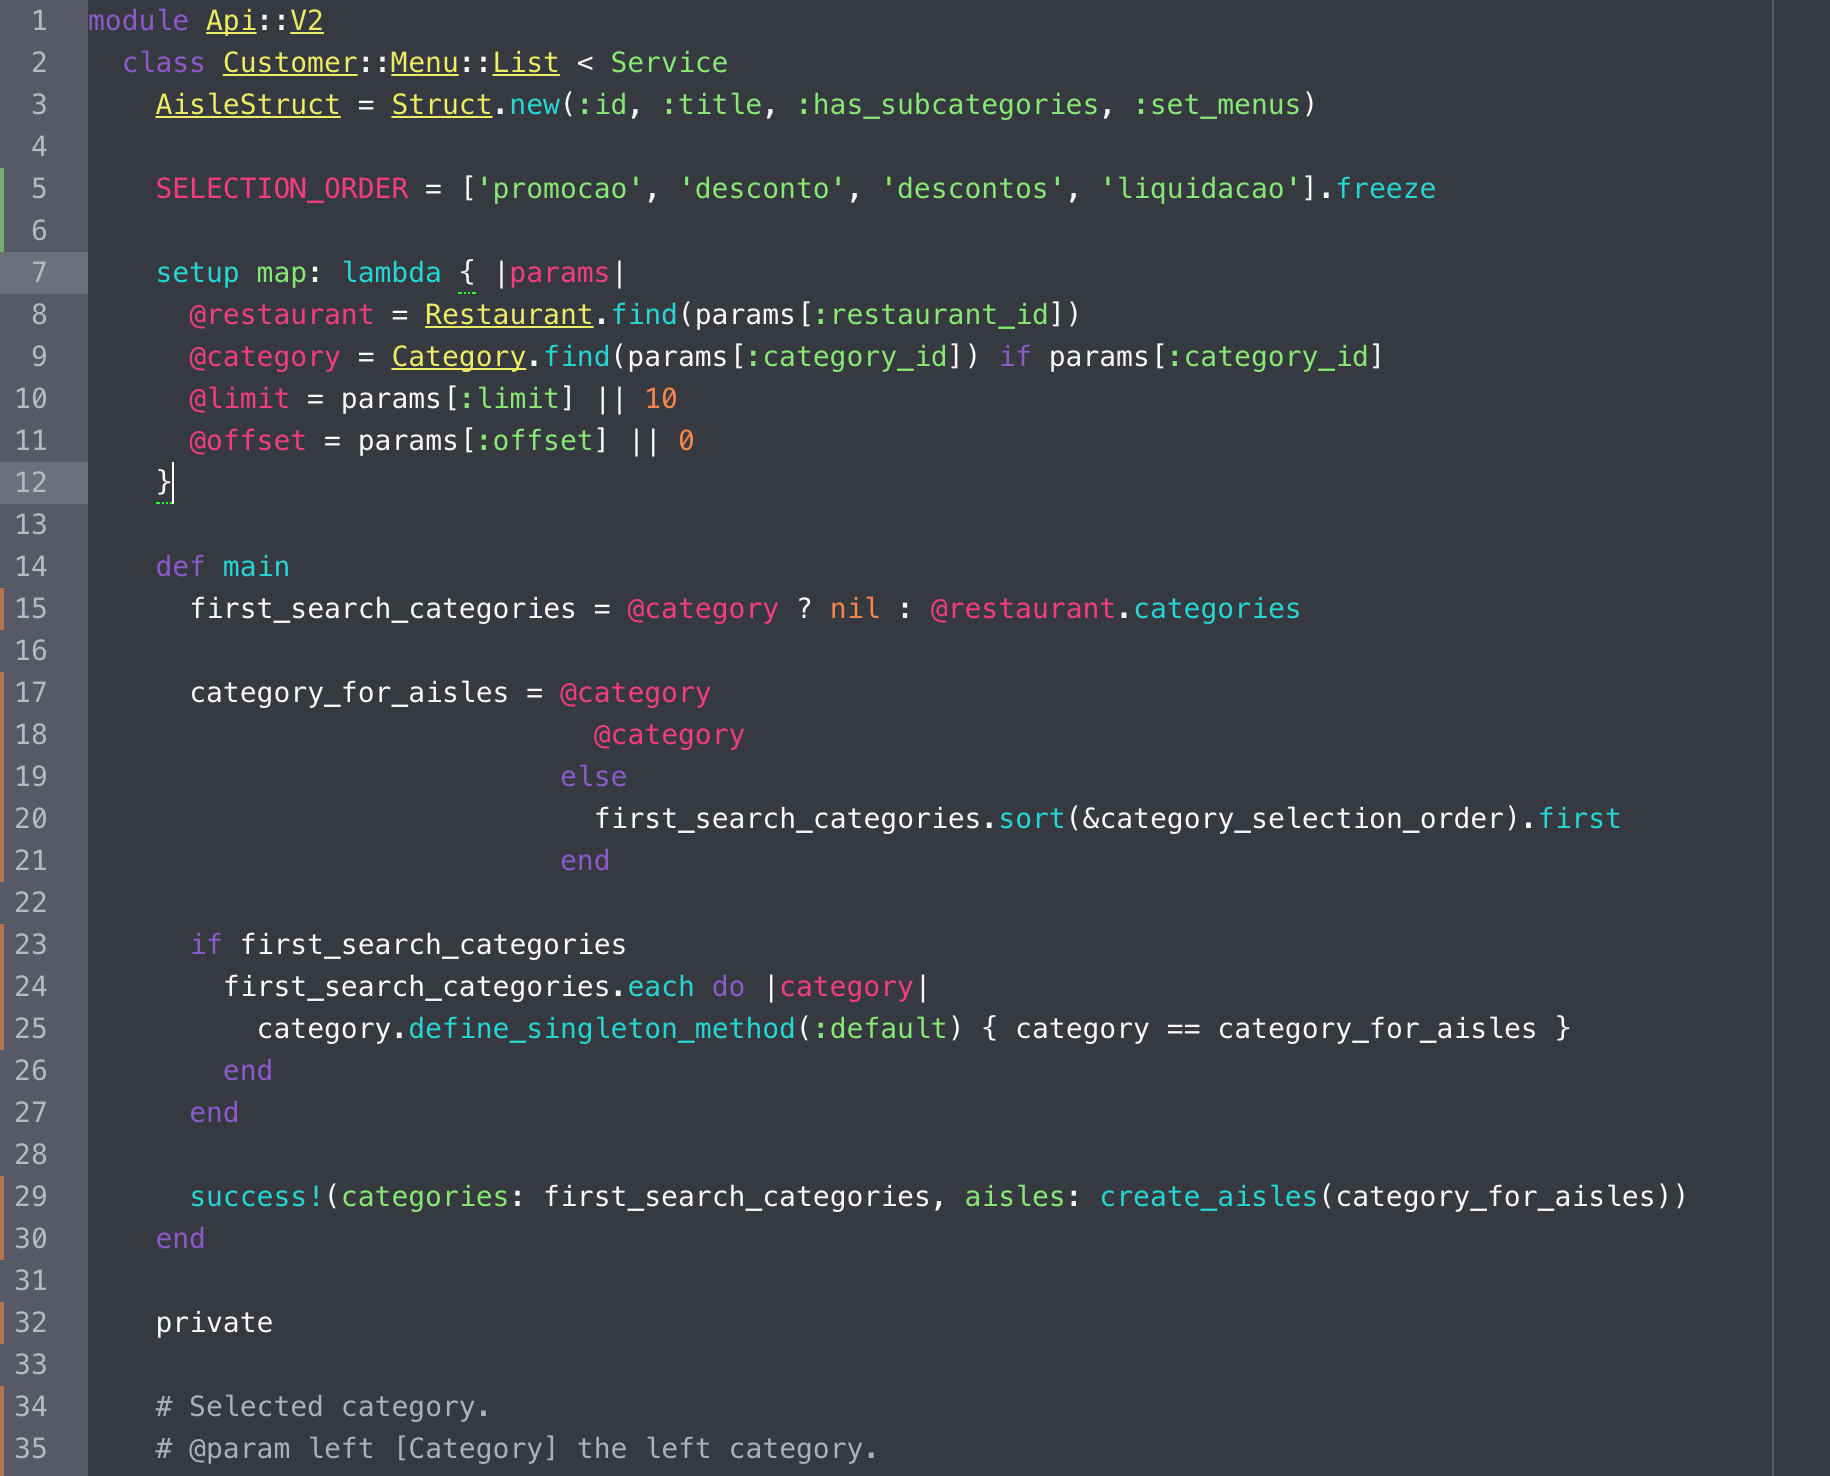 1 module Api::V2
2   class Customer::Menu::List < Service
3     AisleStruct = Struct.new(:id, :title, :has_subcategories, :set_menus)
4
5     SELECTION_ORDER = ['promocao', 'desconto', 'descontos', 'liquidacao'].freeze
6
7     setup map: lambda { |params|
8       @restaurant = Restaurant.find(params[:restaurant_id])
9       @category = Category.find(params[:category_id]) if params[:category_id]
10       @limit = params[:limit] || 10
11       @offset = params[:offset] || 0
12     }
13
14     def main
15       first_search_categories = @category ? nil : @restaurant.categories
16
17       category_for_aisles = @category
18                               @category
19                             else
20                               first_search_categories.sort(&category_selection_order).first
21                             end
22
23       if first_search_categories
24         first_search_categories.each do |category|
25           category.define_singleton_method(:default) { category == category_for_aisles }
26         end
27       end
28
29       success!(categories: first_search_categories, aisles: create_aisles(category_for_aisles))
30     end
31
32     private
33
34     # Selected category.
35     # @param left [Category] the left category.